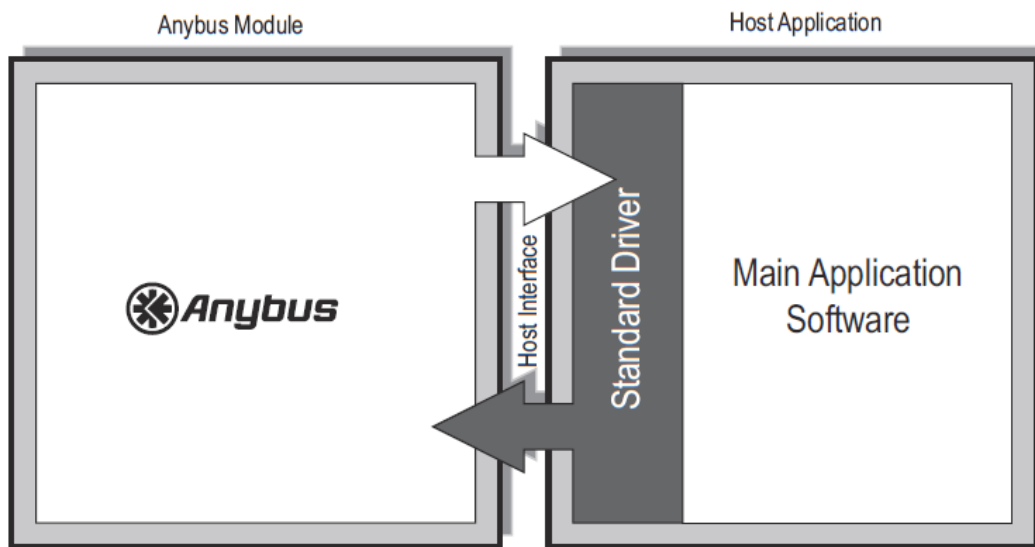 Anybus Module
Host Application
Anybus
Host Interface
Standard Driver
Main Application
Software